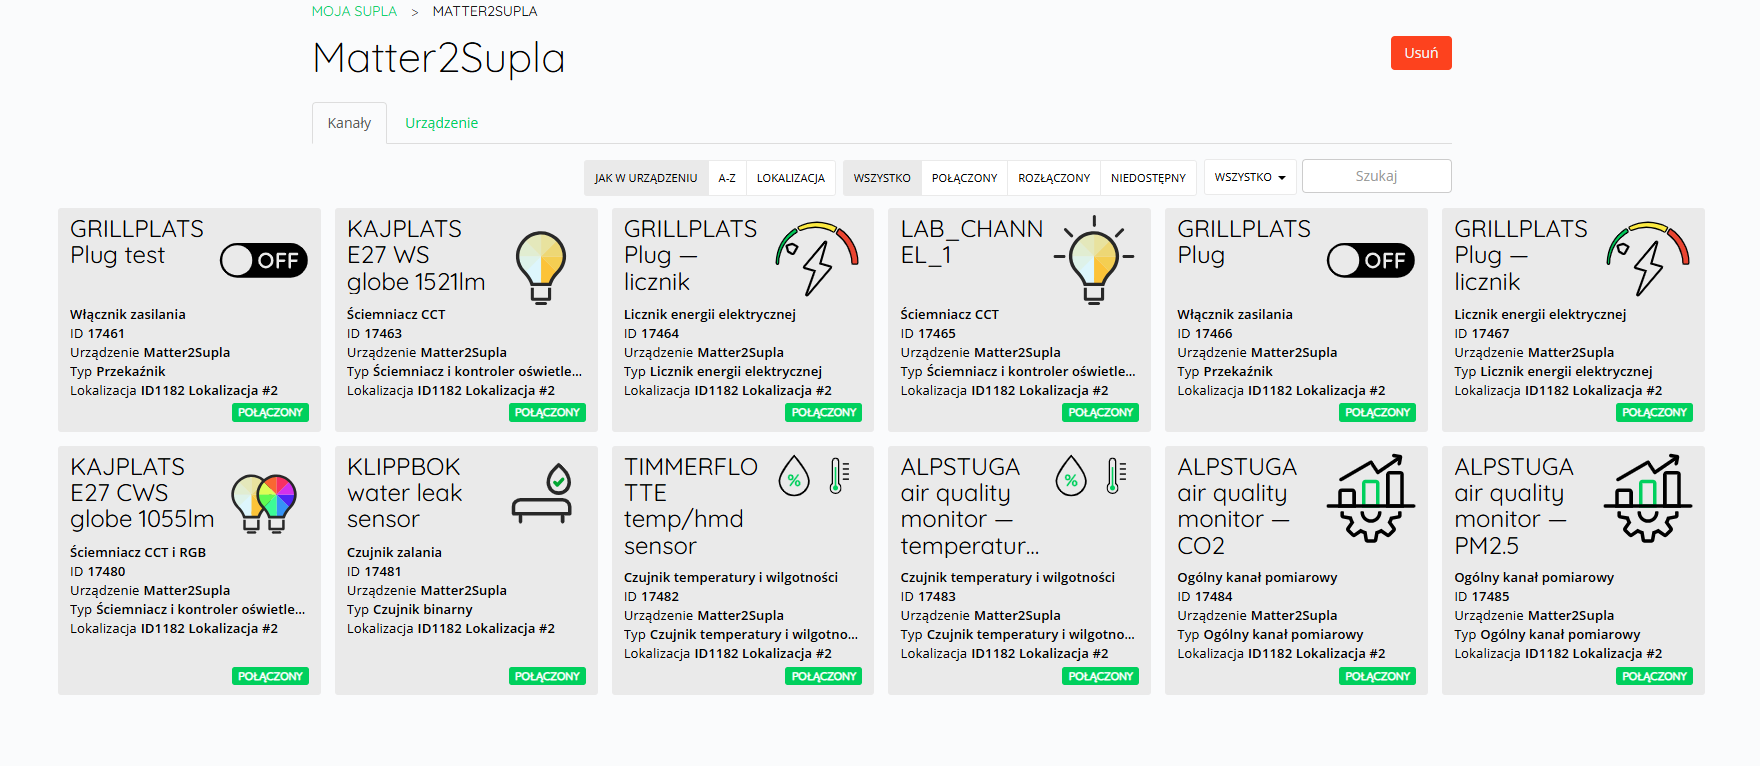 MOJA SUPLA > MATTER2SUPLA
Matter2Supla
Usuń
Kanały
Urządzenie
JAK W URZĄDZENIU
A-Z
LOKALIZACJA
WSZYSTKO
POŁĄCZONY
ROZŁĄCZONY
NIEDOSTĘPNY
WSZYSTKO
Szukaj
GRILLPLATS
Plug test
OFF
Włącznik zasilania
ID 17461
Urządzenie Matter2Supla
Typ Przekaźnik
Lokalizacja ID1182 Lokalizacja #2
POŁĄCZONY
KAJPLATS
E27 WS
globe 1521lm
Ściemniacz CCT
ID 17463
Urządzenie Matter2Supla
Typ Ściemniacz i kontroler oświetle...
Lokalizacja ID1182 Lokalizacja #2
POŁĄCZONY
GRILLPLATS
Plug —
licznik
Licznik energii elektrycznej
ID 17464
Urządzenie Matter2Supla
Typ Licznik energii elektrycznej
Lokalizacja ID1182 Lokalizacja #2
POŁĄCZONY
LAB_CHANN
EL_1
Ściemniacz CCT
ID 17465
Urządzenie Matter2Supla
Typ Ściemniacz i kontroler oświetle...
Lokalizacja ID1182 Lokalizacja #2
POŁĄCZONY
GRILLPLATS
Plug
OFF
Włącznik zasilania
ID 17466
Urządzenie Matter2Supla
Typ Przekaźnik
Lokalizacja ID1182 Lokalizacja #2
POŁĄCZONY
GRILLPLATS
Plug —
licznik
Licznik energii elektrycznej
ID 17467
Urządzenie Matter2Supla
Typ Licznik energii elektrycznej
Lokalizacja ID1182 Lokalizacja #2
POŁĄCZONY
KAJPLATS
E27 CWS
globe 1055lm
Ściemniacz CCT i RGB
ID 17480
Urządzenie Matter2Supla
Typ Ściemniacz i kontroler oświetle...
Lokalizacja ID1182 Lokalizacja #2
POŁĄCZONY
KLIPPBOK
water leak
sensor
Czujnik zalania
ID 17481
Urządzenie Matter2Supla
Typ Czujnik binarny
Lokalizacja ID1182 Lokalizacja #2
POŁĄCZONY
TIMMERFLO
TTE
temp/hmd
sensor
%
Czujnik temperatury i wilgotności
ID 17482
Urządzenie Matter2Supla
Typ Czujnik temperatury i wilgotno...
Lokalizacja ID1182 Lokalizacja #2
POŁĄCZONY
ALPSTUGA
air quality
monitor —
temperatur...
%
Czujnik temperatury i wilgotności
ID 17483
Urządzenie Matter2Supla
Typ Czujnik temperatury i wilgotno...
Lokalizacja ID1182 Lokalizacja #2
POŁĄCZONY
ALPSTUGA
air quality
monitor —
CO2
Ogólny kanał pomiarowy
ID 17484
Urządzenie Matter2Supla
Typ Ogólny kanał pomiarowy
Lokalizacja ID1182 Lokalizacja #2
POŁĄCZONY
ALPSTUGA
air quality
monitor —
PM2.5
Ogólny kanał pomiarowy
ID 17485
Urządzenie Matter2Supla
Typ Ogólny kanał pomiarowy
Lokalizacja ID1182 Lokalizacja #2
POŁĄCZONY